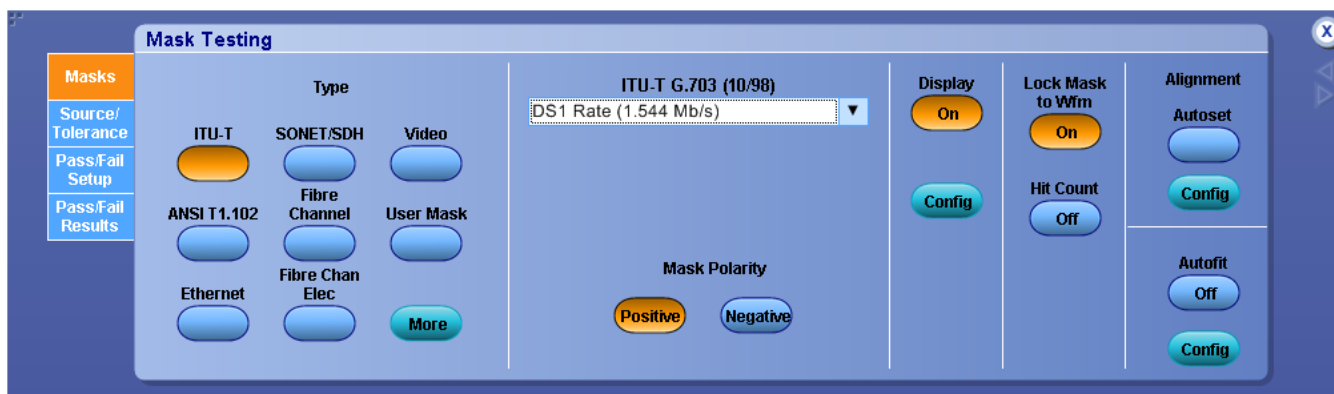 Mask Testing
X
Masks
Source/
Tolerance
Pass/Fail
Setup
Pass/Fail
Results
Type
ITU-T
SONET/SDH
Video
ANSI T1.102
Fibre
Channel
User Mask
Ethernet
Fibre Chan
Elec
More
ITU-T G.703 (10/98)
DS1 Rate (1.544 Mb/s)
Mask Polarity
Positive
Negative
Display
On
Config
Lock Mask
to Wfm
On
Hit Count
Off
Alignment
Autoset
Config
Autofit
Off
Config